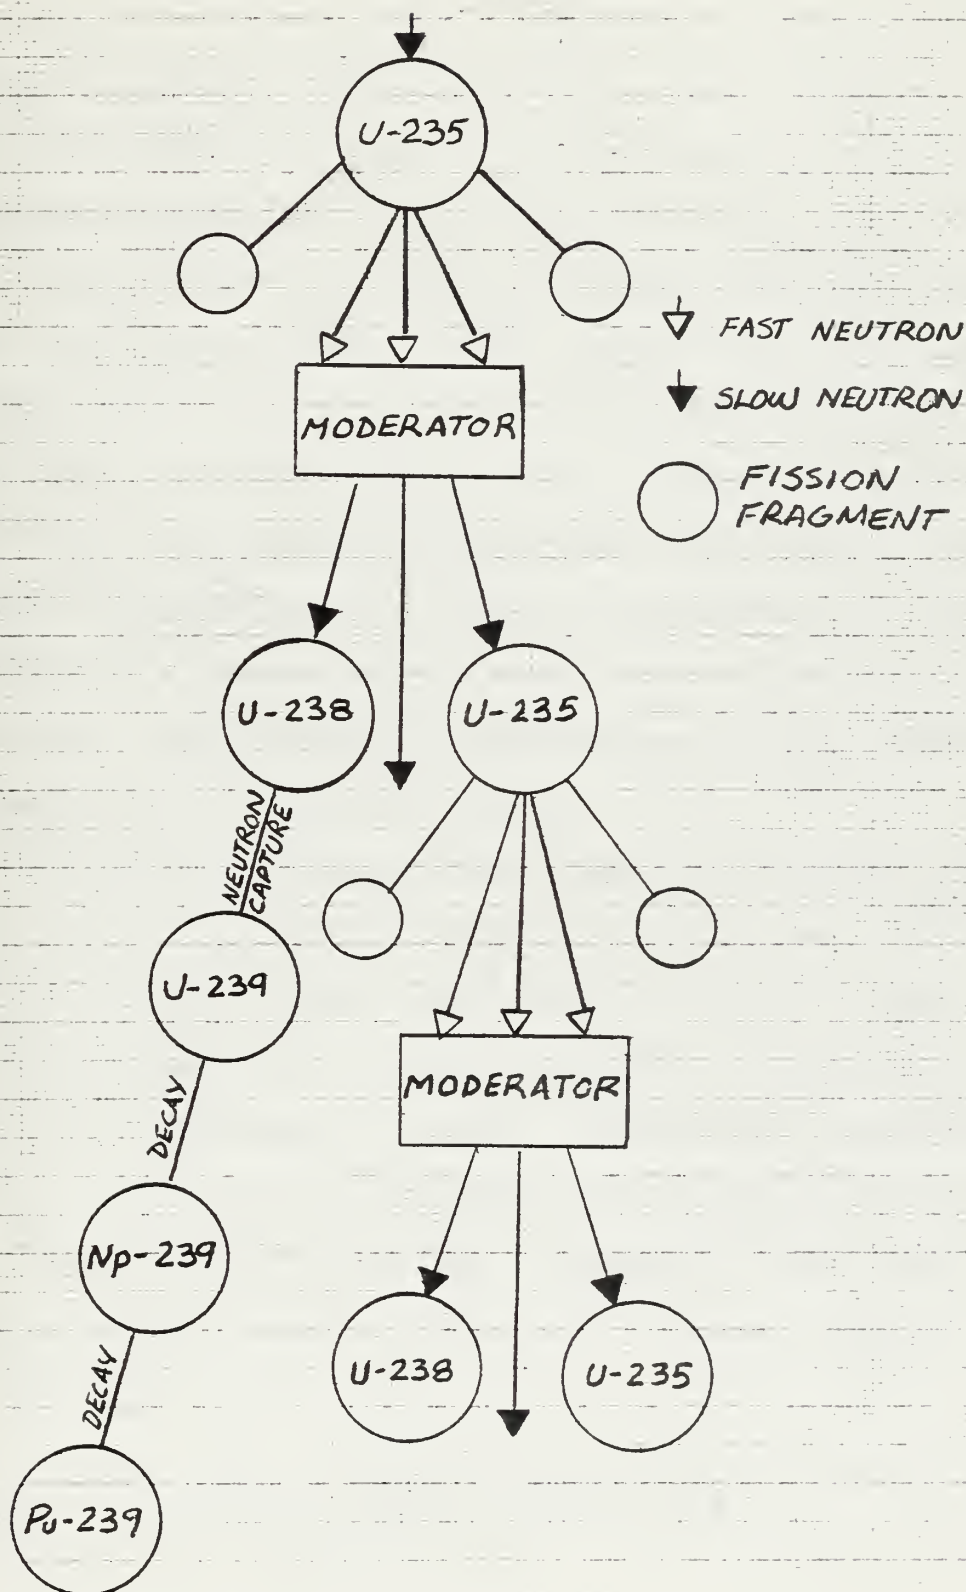 U-235
FAST NEUTRON
SLOW NEUTRON
MODERATOR
FISSION
FRAGMENT
U-238
U-235
NEUTRON
CAPTURE
U-239
MODERATOR
DECAY
Np-239
U-238
U-235
DECAY
Pu-239